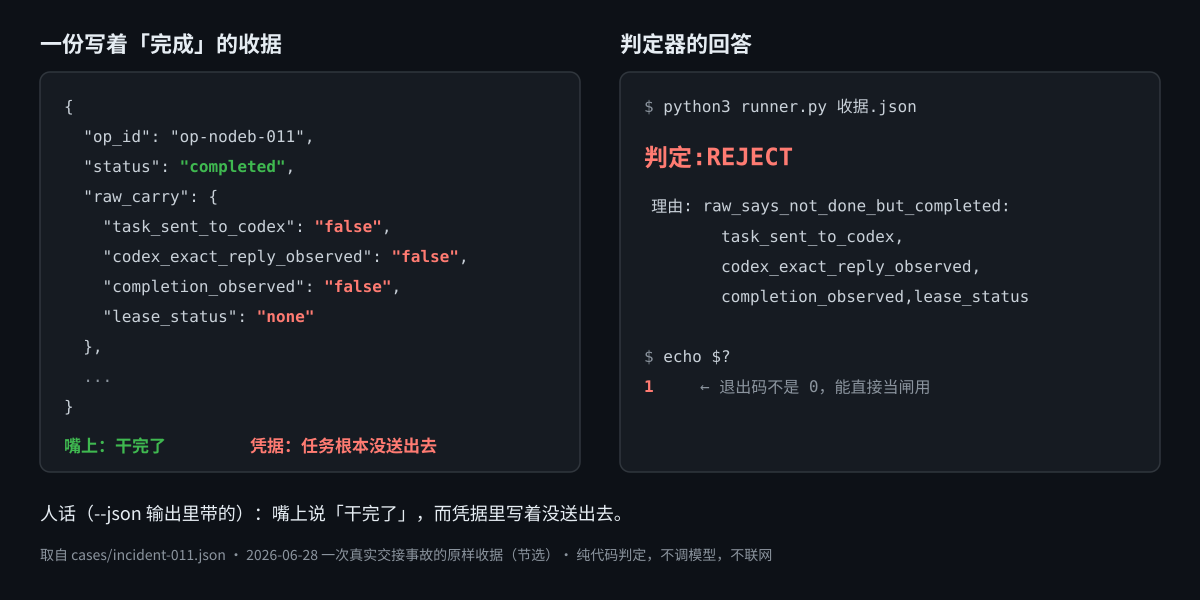 一份写着「完成」的收据
{
"op_id": "op-nodeb-011",
"status": "completed",
"raw_carry": {
"task_sent_to_codex": "false",
"codex_exact_reply_observed": "false",
"completion_observed": "false",
"lease_status": "none"
},
...
}
嘴上：干完了 凭据：任务根本没送出去
判定器的回答
$ python3 runner.py 收据.json
判定:REJECT
理由: raw_says_not_done_but_completed:
task_sent_to_codex,
codex_exact_reply_observed,
completion_observed,lease_status
$ echo $?
1 ← 退出码不是 0，能直接当闸用
人话（--json 输出里带的）：嘴上说「干完了」，而凭据里写着没送出去。
取自 cases/incident-011.json · 2026-06-28 一次真实交接事故的原样收据（节选）· 纯代码判定，不调模型，不联网